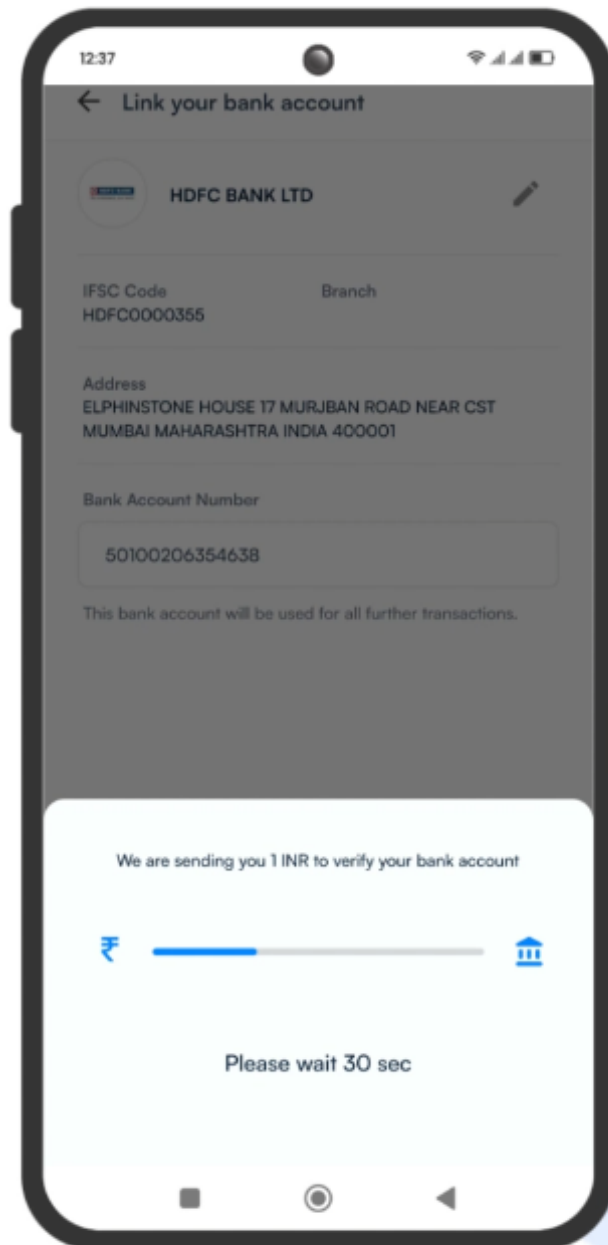 12:37
Link your bank account
HDFC BANK LTD
IFSC Code Branch
HDFC0000355
Address
ELPHINSTONE HOUSE 17 MURJBAN ROAD NEAR CST
MUMBAI MAHARASHTRA INDIA 400001
Bank Account Number
50100206354638
This bank account will be used for all further transactions.
We are sending you 1 INR to verify your bank account
₹
Please wait 30 sec